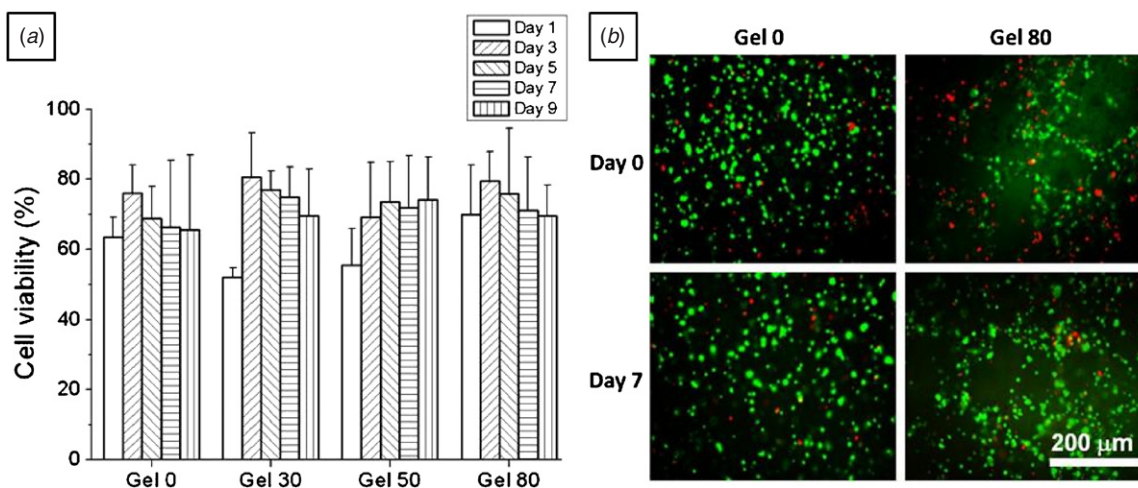 (a)
Day 1
Day 3
Day 5
Day 7
Day 9
Cell viability (%)
100
80
60
40
20
0
Gel 0
Gel 30
Gel 50
Gel 80
(b)
Gel 0
Gel 80
Day 0
Day 7
200 μm